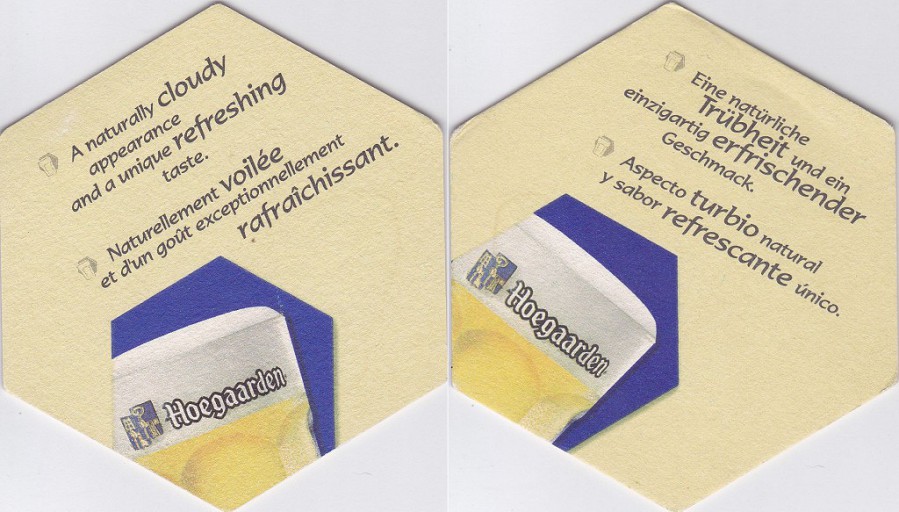 A naturally cloudy
appearance
and a unique refreshing
taste.
Naturellement voilée
et d'un goût exceptionnellement
rafraîchissant.
Hoegaarden
Eine natürliche
Trübheit und ein
einzigartig erfrischender
Geschmack.
Aspecto turbio natural
y sabor refrescante único.
Hoegaarden